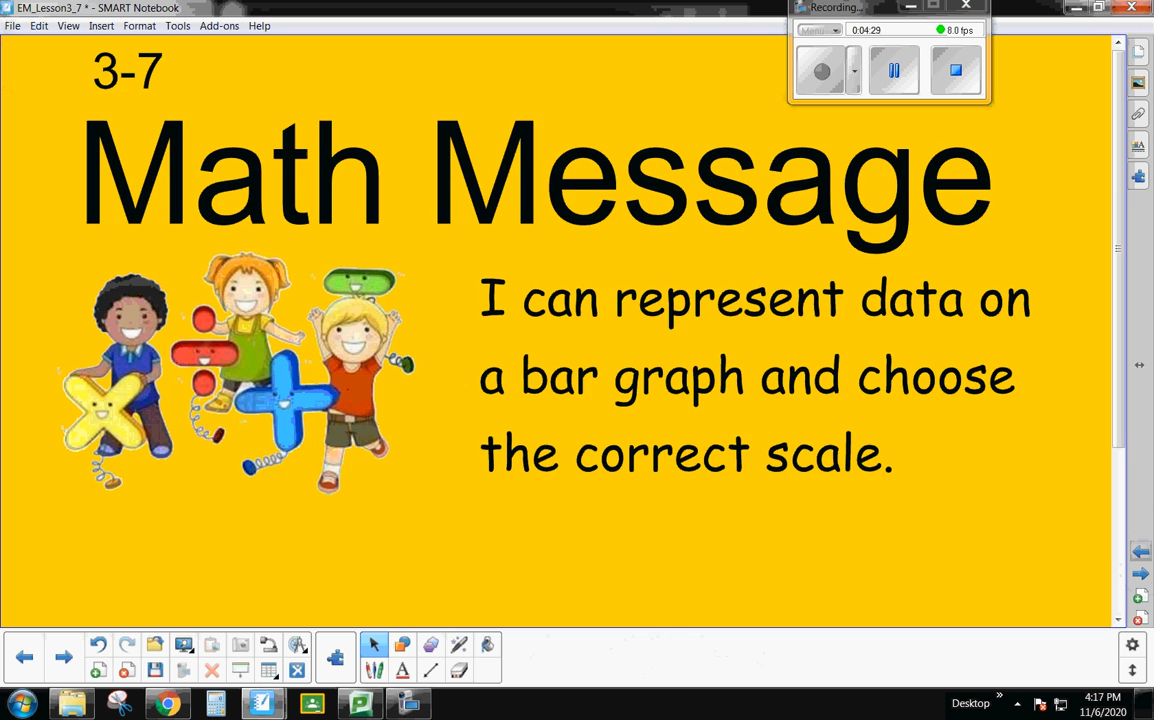 EM_Lesson3_7 * - SMART Notebook
Recording...
File Edit View Insert Format Tools Add-ons Help
Menu 0:04:29 8.0 fps
3-7
Math Message
I can represent data on
a bar graph and choose
the correct scale.
Desktop
4:17 PM
11/6/2020